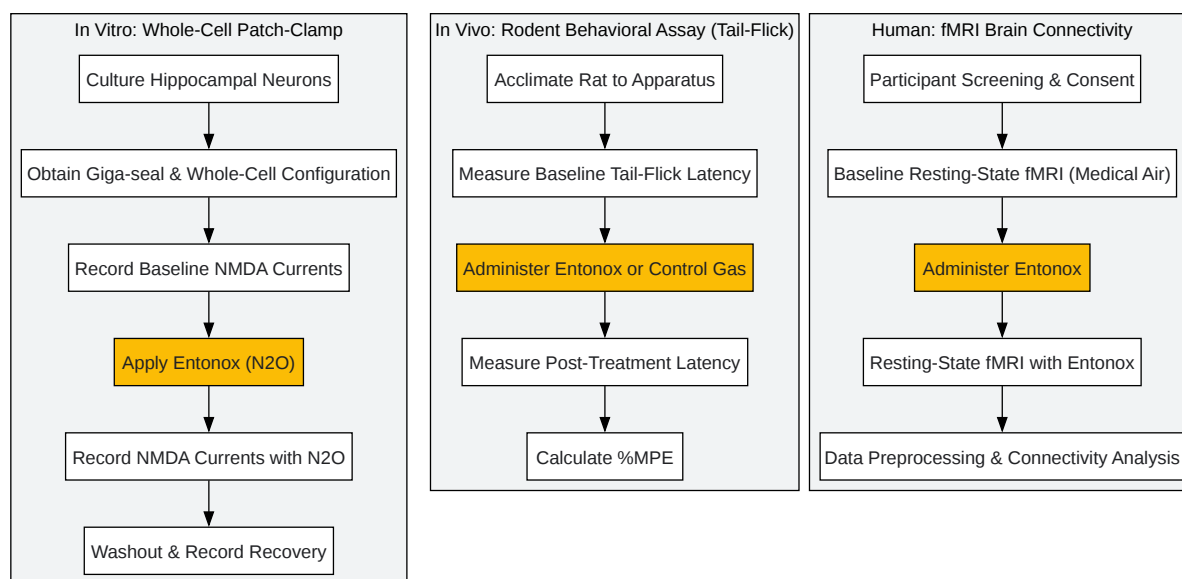 In Vitro: Whole-Cell Patch-Clamp
Culture Hippocampal Neurons
Obtain Giga-seal & Whole-Cell Configuration
Record Baseline NMDA Currents
Apply Entonox (N2O)
Record NMDA Currents with N2O
Washout & Record Recovery
In Vivo: Rodent Behavioral Assay (Tail-Flick)
Acclimate Rat to Apparatus
Measure Baseline Tail-Flick Latency
Administer Entonox or Control Gas
Measure Post-Treatment Latency
Calculate %MPE
Human: fMRI Brain Connectivity
Participant Screening & Consent
Baseline Resting-State fMRI (Medical Air)
Administer Entonox
Resting-State fMRI with Entonox
Data Preprocessing & Connectivity Analysis